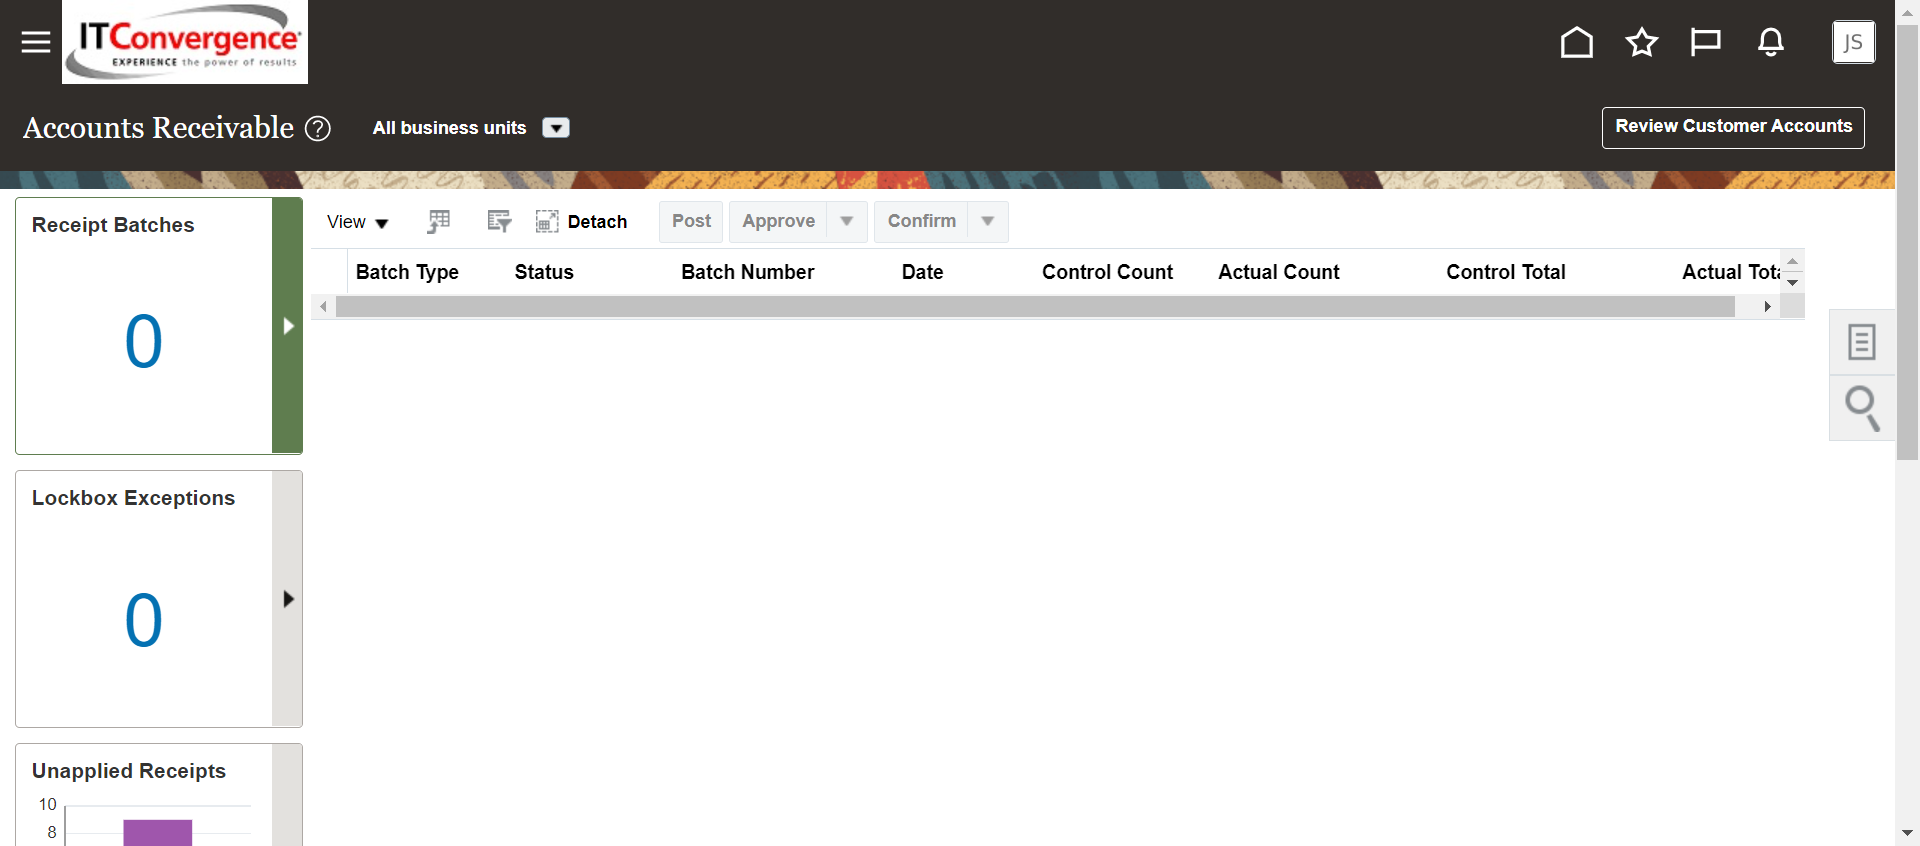 ITConvergence
EXPERIENCE the power of results
JS
Accounts Receivable ?
All business units
Review Customer Accounts
Receipt Batches
0
View
Detach
Post
Approve
Confirm
Batch Type Status Batch Number Date Control Count Actual Count Control Total Actual Tota
Lockbox Exceptions
0
Unapplied Receipts
10
8